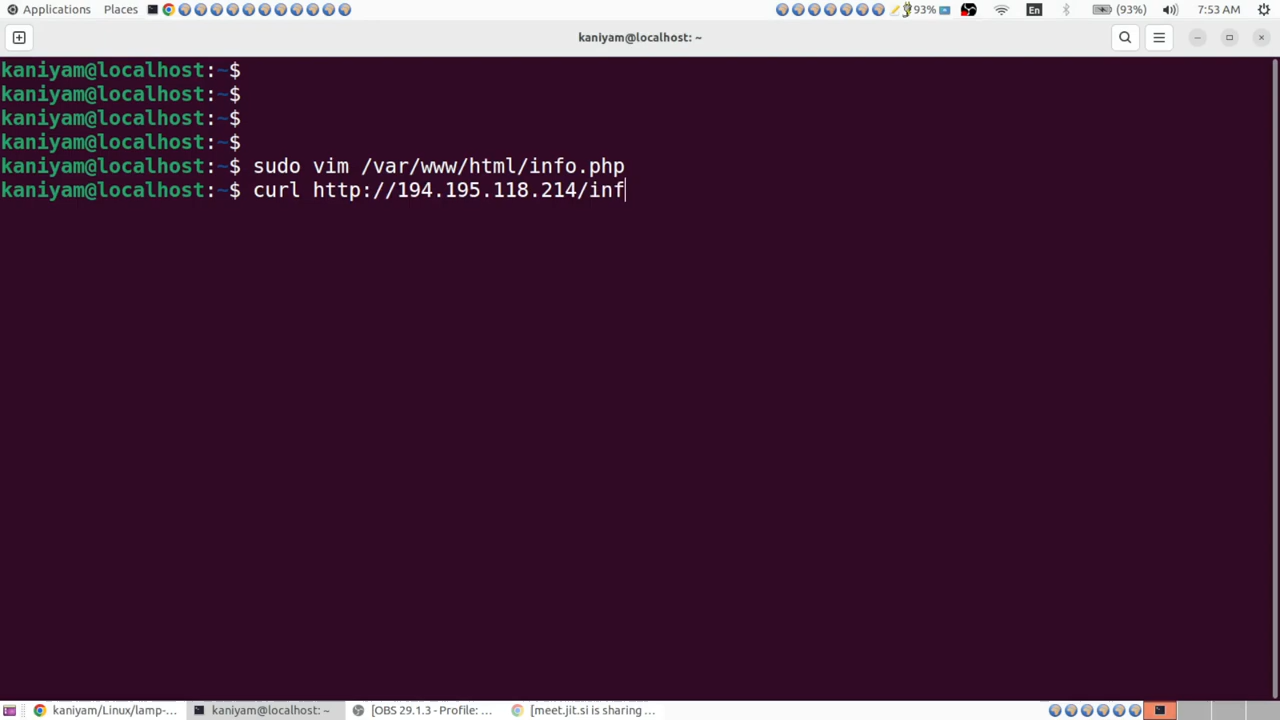 Applications Places 93% En (93%) 7:53 AM
kaniyam@localhost: ~
kaniyam@localhost:~$
kaniyam@localhost:~$
kaniyam@localhost:~$
kaniyam@localhost:~$
kaniyam@localhost:~$ sudo vim /var/www/html/info.php
kaniyam@localhost:~$ curl http://194.195.118.214/inf
kaniyam/Linux/lamp-... kaniyam@localhost: ~ [OBS 29.1.3 - Profile: ... [meet.jit.si is sharing ...